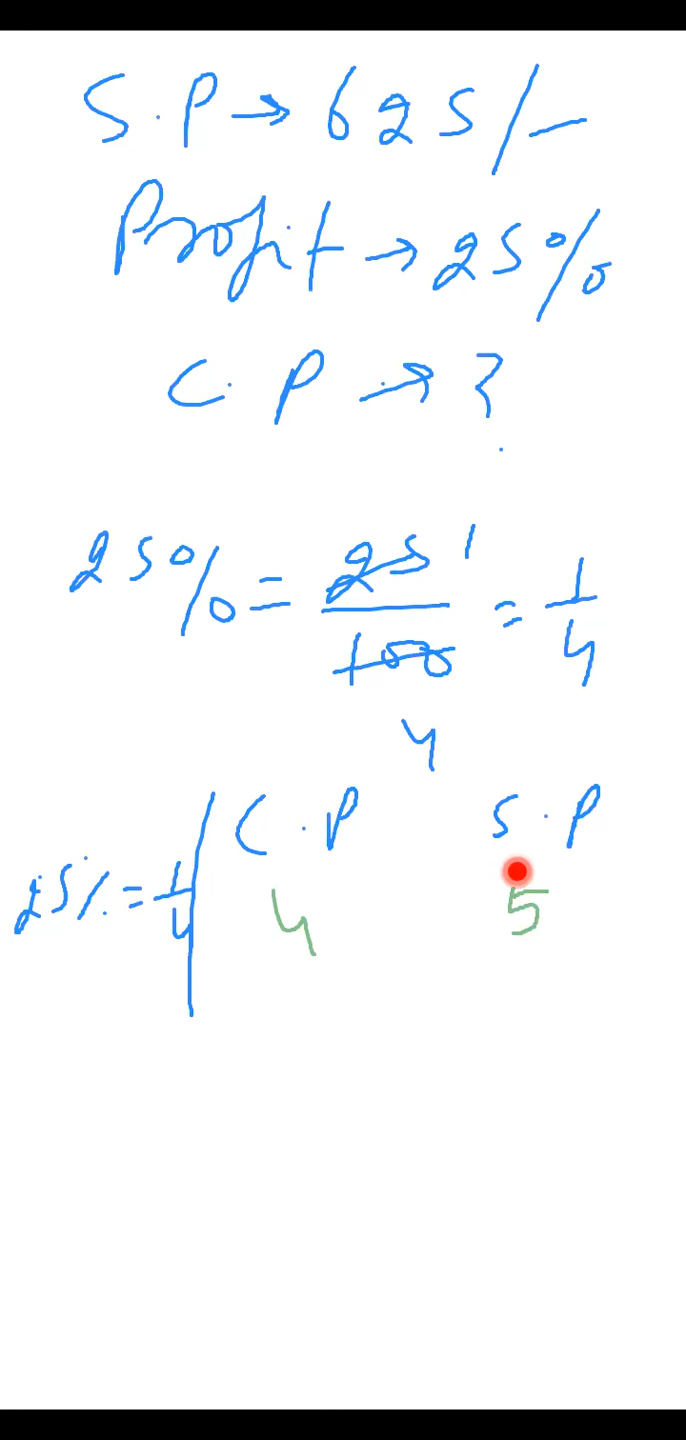 S.P → 625/-
Profit → 25%
C.P → ?
25% = 25/100 = 1/4
1
4
C.P S.P
25% = 1/4 | 4 5